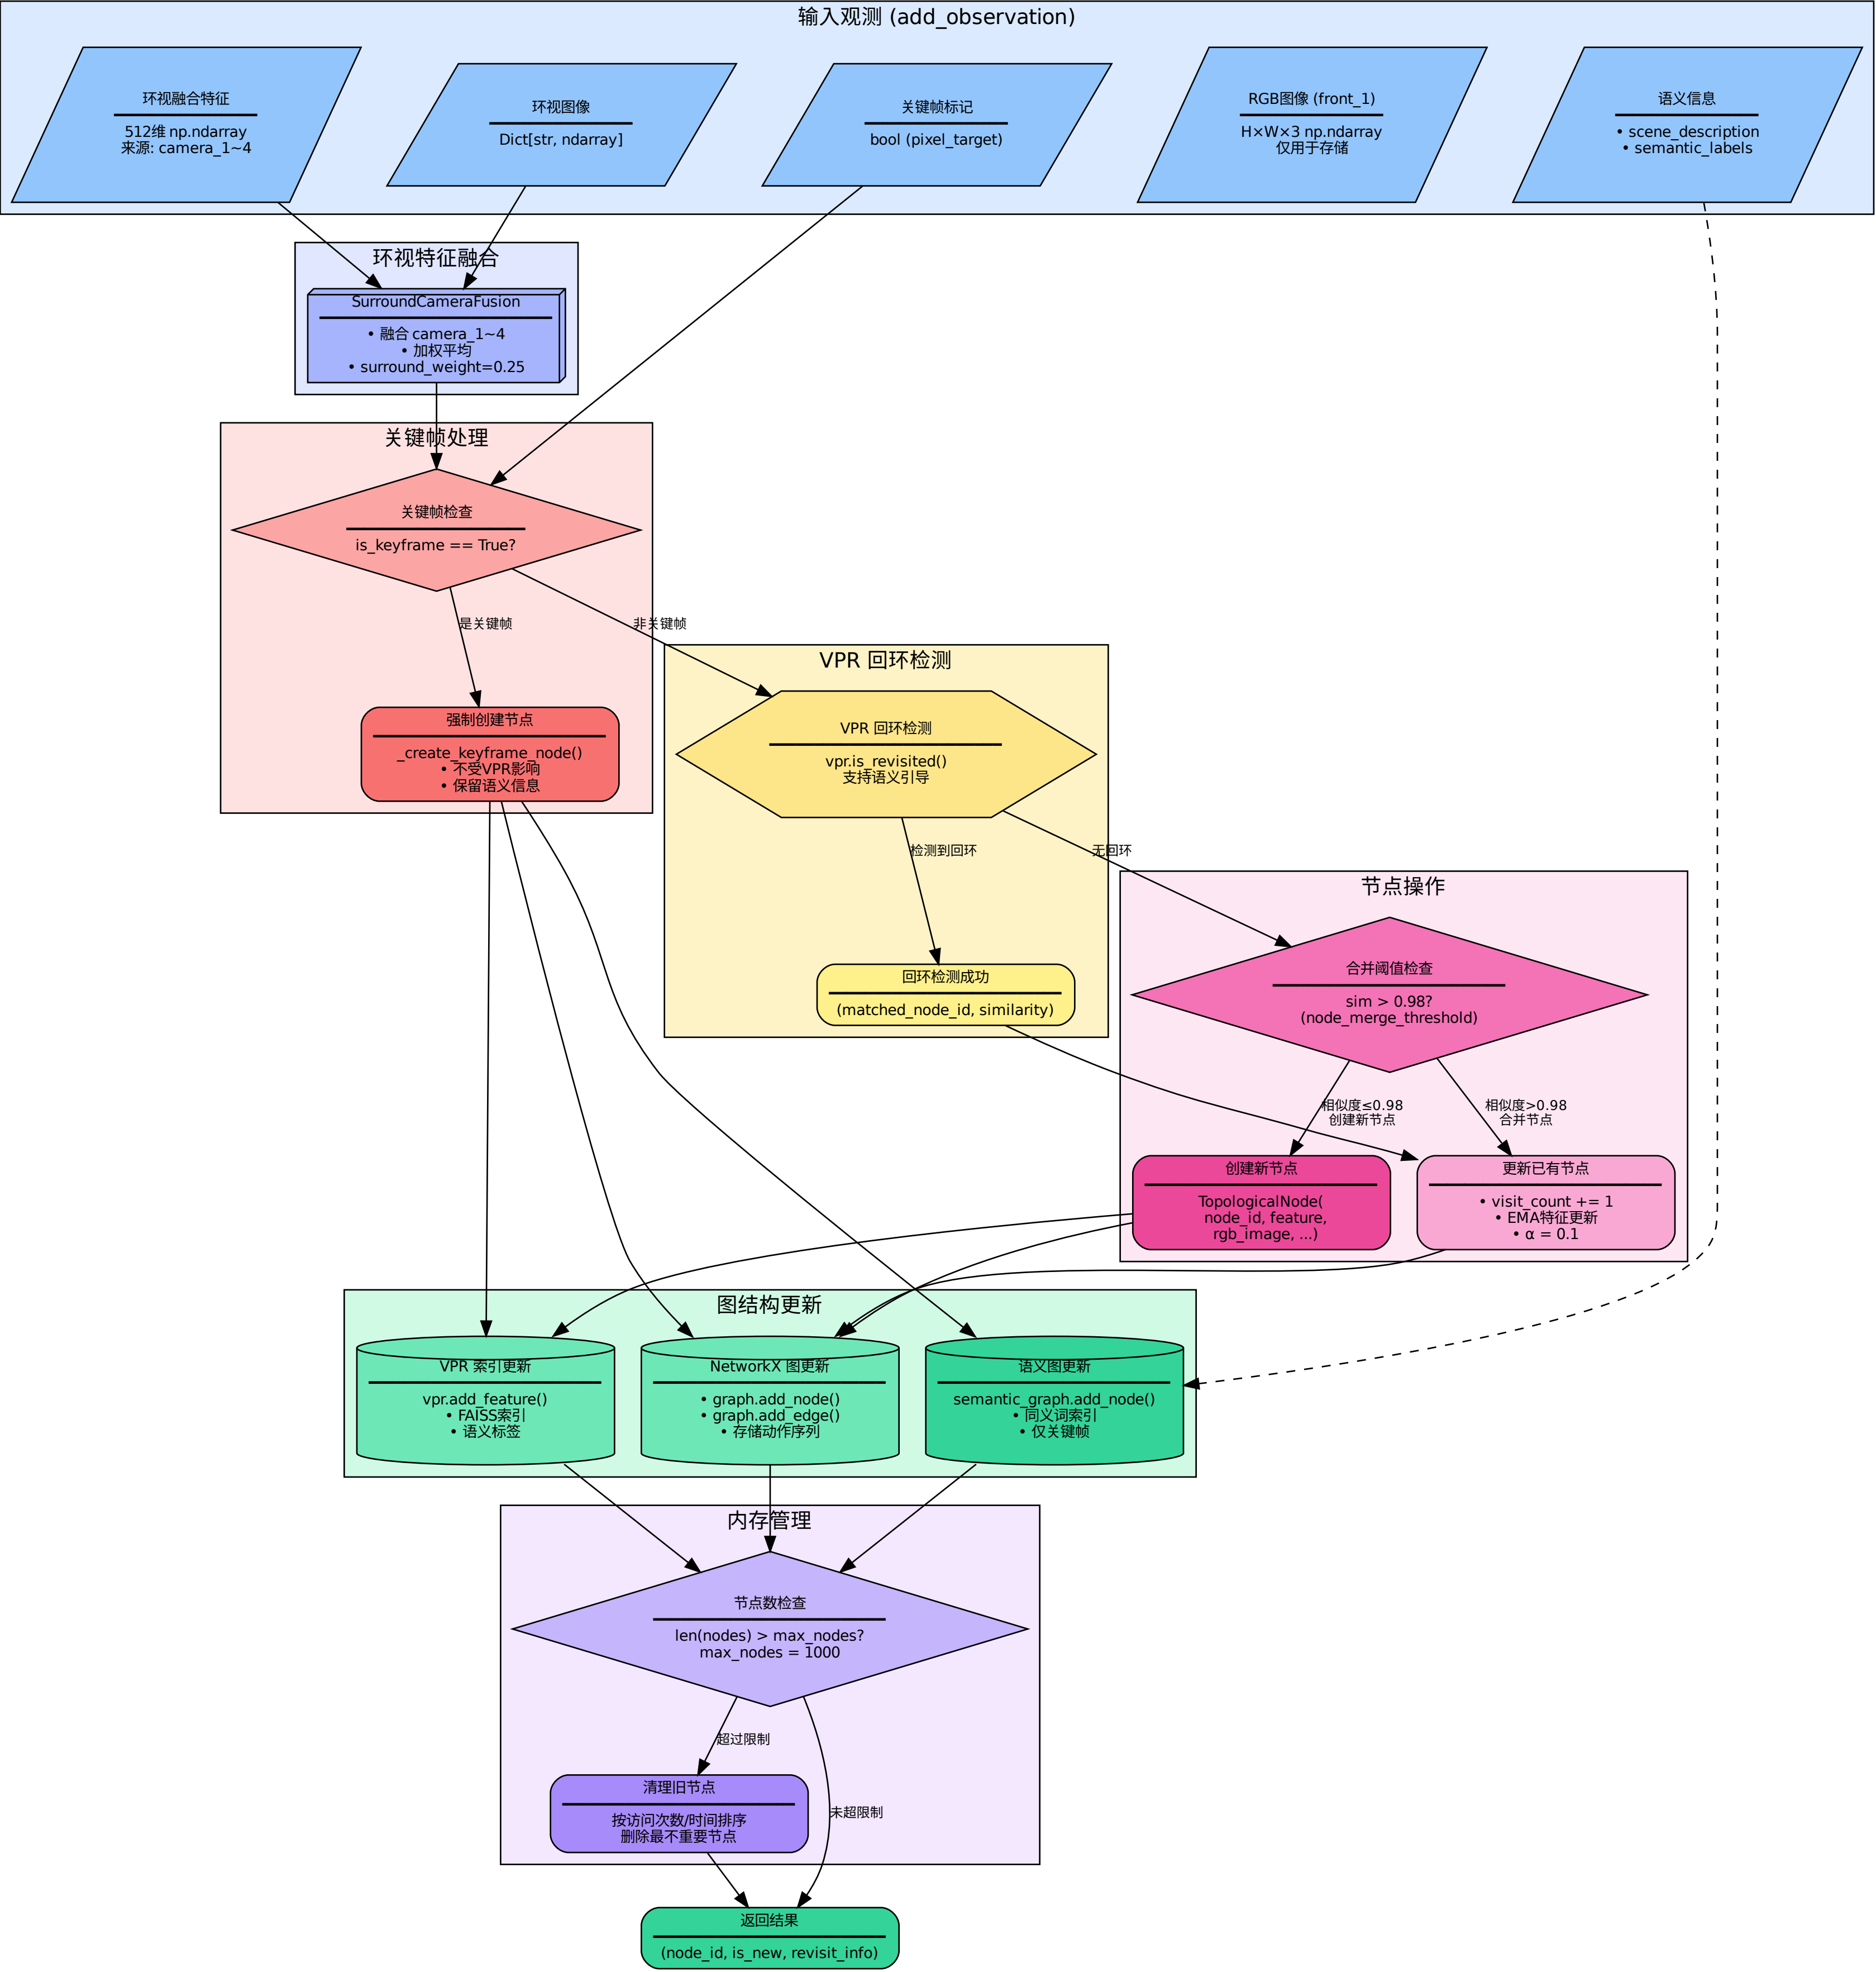 输入观测 (add_observation)
环视融合特征
512维 np.ndarray
来源: camera_1~4
环视图像
Dict[str, ndarray]
关键帧标记
bool (pixel_target)
RGB图像 (front_1)
H×W×3 np.ndarray
仅用于存储
语义信息
• scene_description
• semantic_labels
环视特征融合
SurroundCameraFusion
• 融合 camera_1~4
• 加权平均
• surround_weight=0.25
关键帧处理
关键帧检查
is_keyframe == True?
是关键帧
非关键帧
强制创建节点
_create_keyframe_node()
• 不受VPR影响
• 保留语义信息
VPR 回环检测
VPR 回环检测
vpr.is_revisited()
支持语义引导
检测到回环
无回环
回环检测成功
(matched_node_id, similarity)
节点操作
合并阈值检查
sim > 0.98?
(node_merge_threshold)
相似度≤0.98
创建新节点
相似度>0.98
合并节点
创建新节点
TopologicalNode(
node_id, feature,
rgb_image, ...)
更新已有节点
• visit_count += 1
• EMA特征更新
• α = 0.1
图结构更新
VPR 索引更新
vpr.add_feature()
• FAISS索引
• 语义标签
NetworkX 图更新
• graph.add_node()
• graph.add_edge()
• 存储动作序列
语义图更新
semantic_graph.add_node()
• 同义词索引
• 仅关键帧
内存管理
节点数检查
len(nodes) > max_nodes?
max_nodes = 1000
超过限制
未超限制
清理旧节点
按访问次数/时间排序
删除最不重要节点
返回结果
(node_id, is_new, revisit_info)